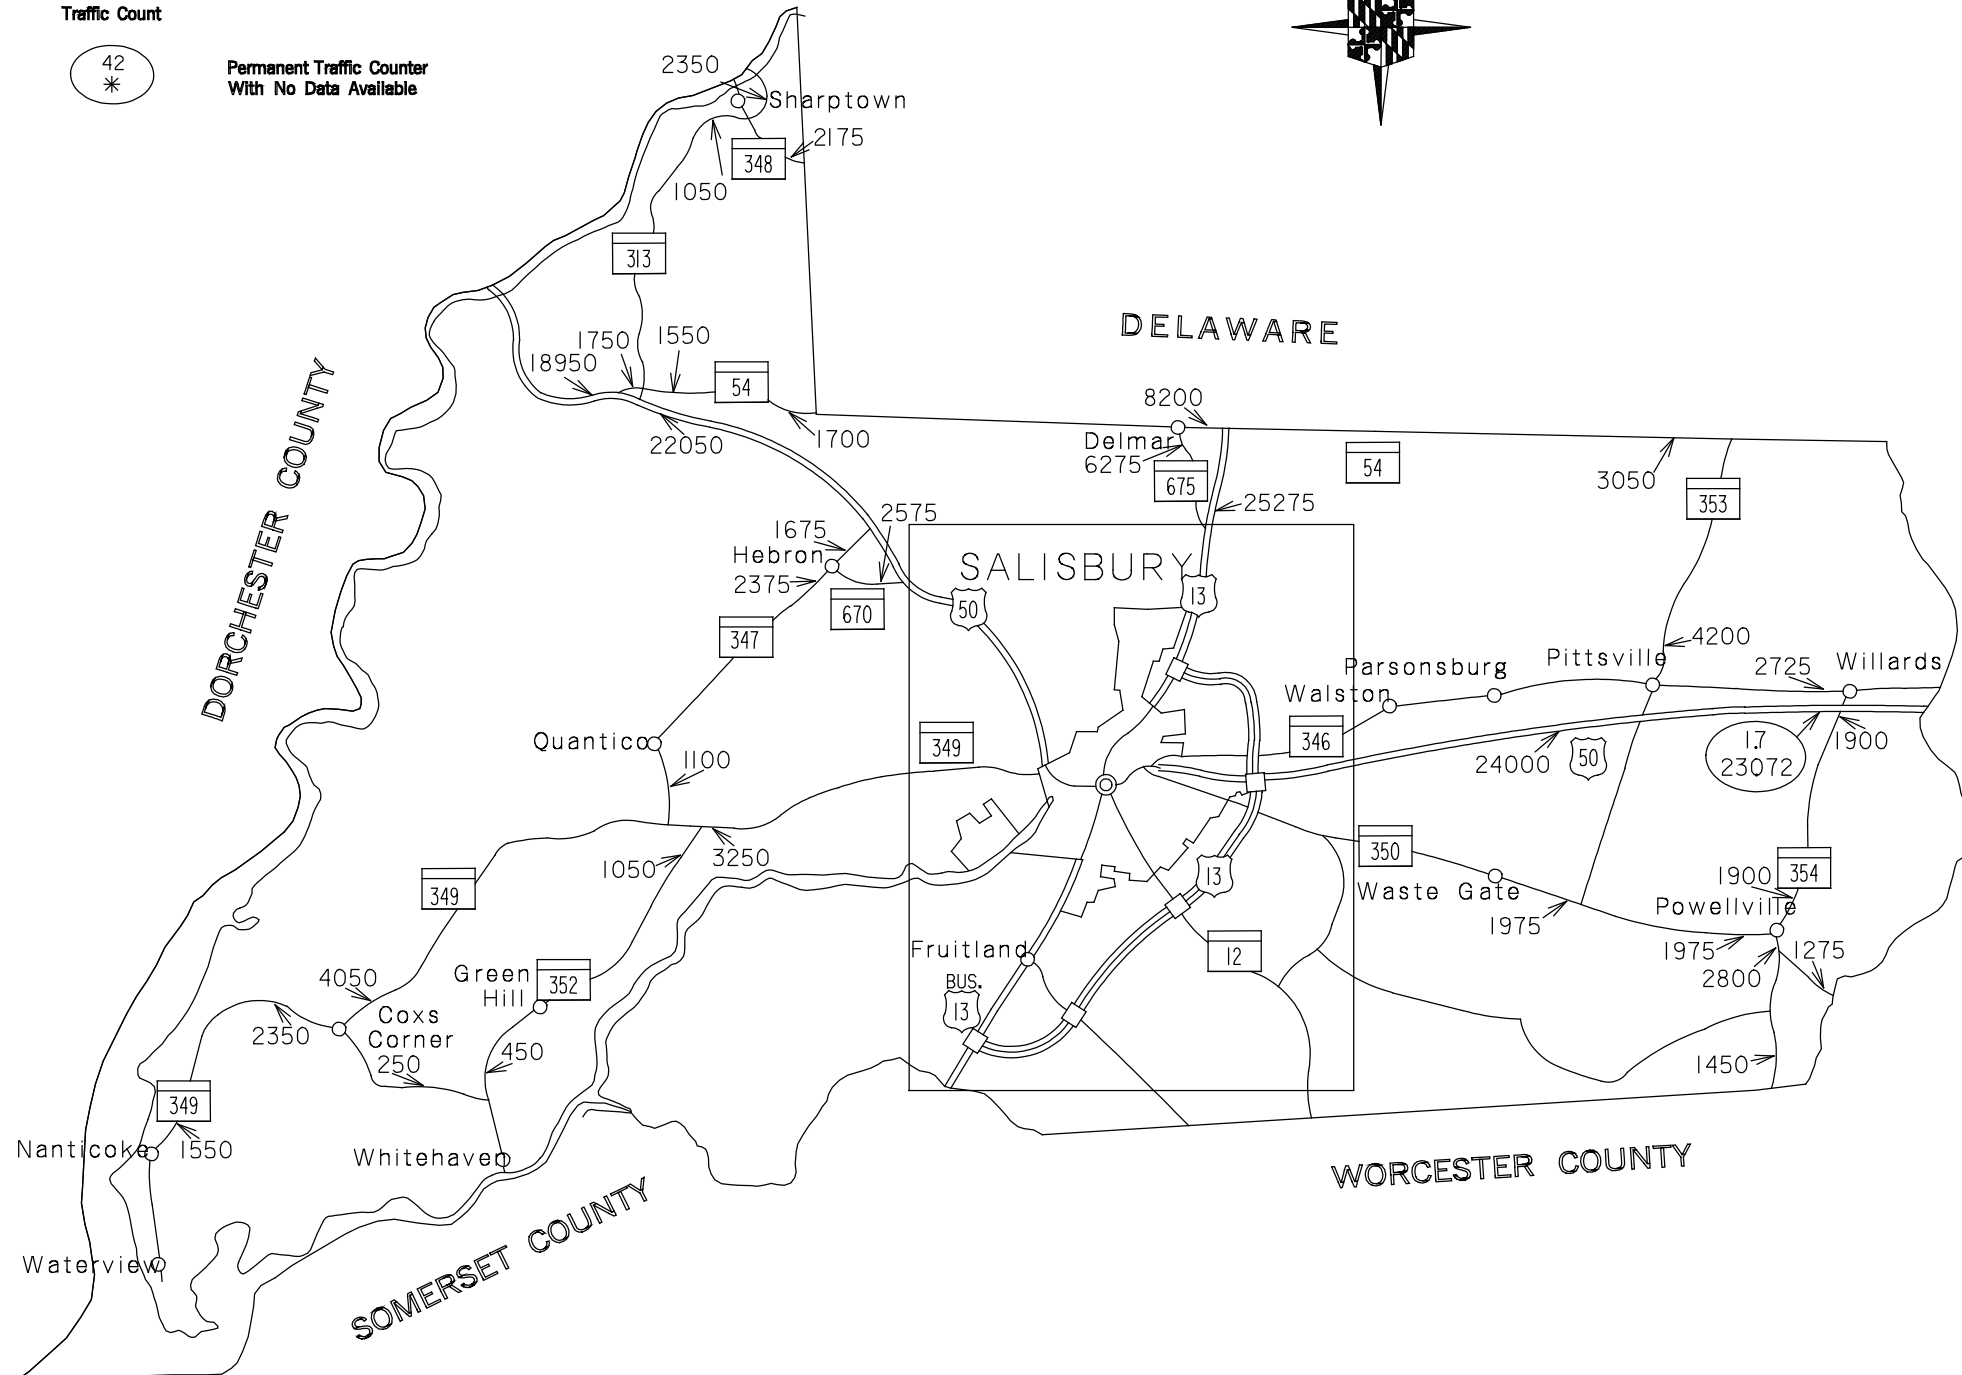 Traffic Count
42
*
Permanent Traffic Counter
With No Data Available
2350
Sharptown
2175
348
1050
313
DELAWARE
1750
1550
18950
54
8200
1700
22050
Delmar
6275
54
3050
675
353
25275
2575
1675
Hebron
2375
SALISBURY
670
50
13
347
DORCHESTER COUNTY
4200
Parsonsburg
Pittsville
2725
Willards
Walston
Quantico
349
346
1900
17
23072
24000
50
1100
3250
1050
350
349
13
354
1900
Waste Gate
Powellville
1975
1975
1275
2800
Fruitland
12
BUS.
13
4050
Green
Hill
352
Coxs
Corner
2350
250
450
1450
349
Nanticoke
1550
Whitehaven
WORCESTER COUNTY
SOMERSET COUNTY
Waterview